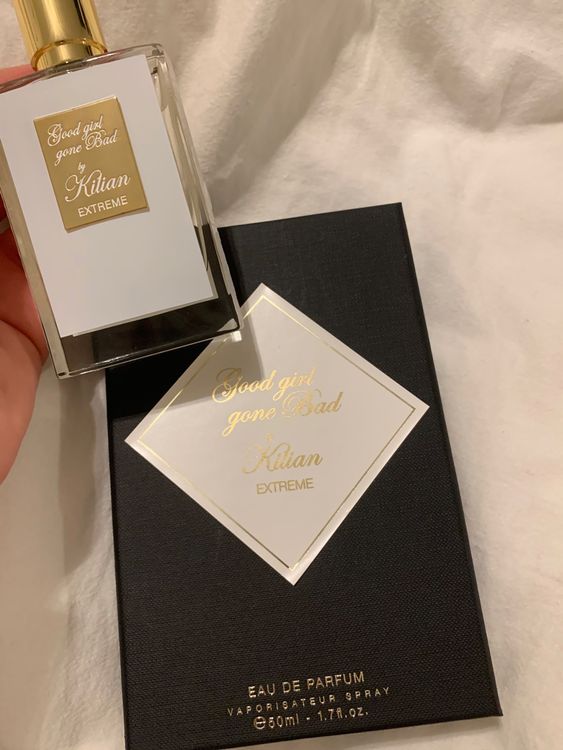 Good girl
gone Bad
by
Kilian
EXTREME
Good girl
gone Bad
by
Kilian
EXTREME
EAU DE PARFUM
VAPORISATEUR SPRAY
℮50ml - 1.7fl.oz.